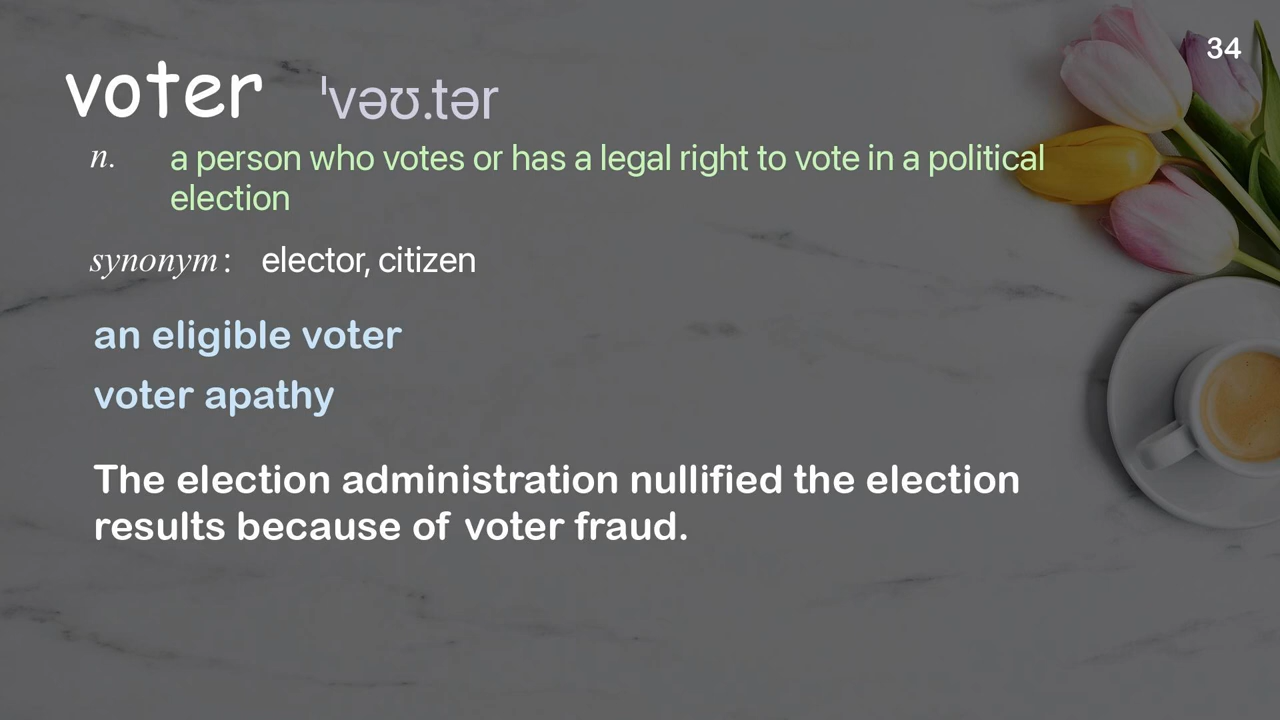 34
voter ˈvəʊ.tər
n. a person who votes or has a legal right to vote in a political
election
synonym: elector, citizen
an eligible voter
voter apathy
The election administration nullified the election
results because of voter fraud.